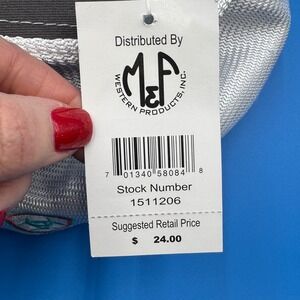 Distributed By
M&F
WESTERN PRODUCTS, INC.
7 01340 58084 8
Stock Number
1511206
Suggested Retail Price
$ 24.00